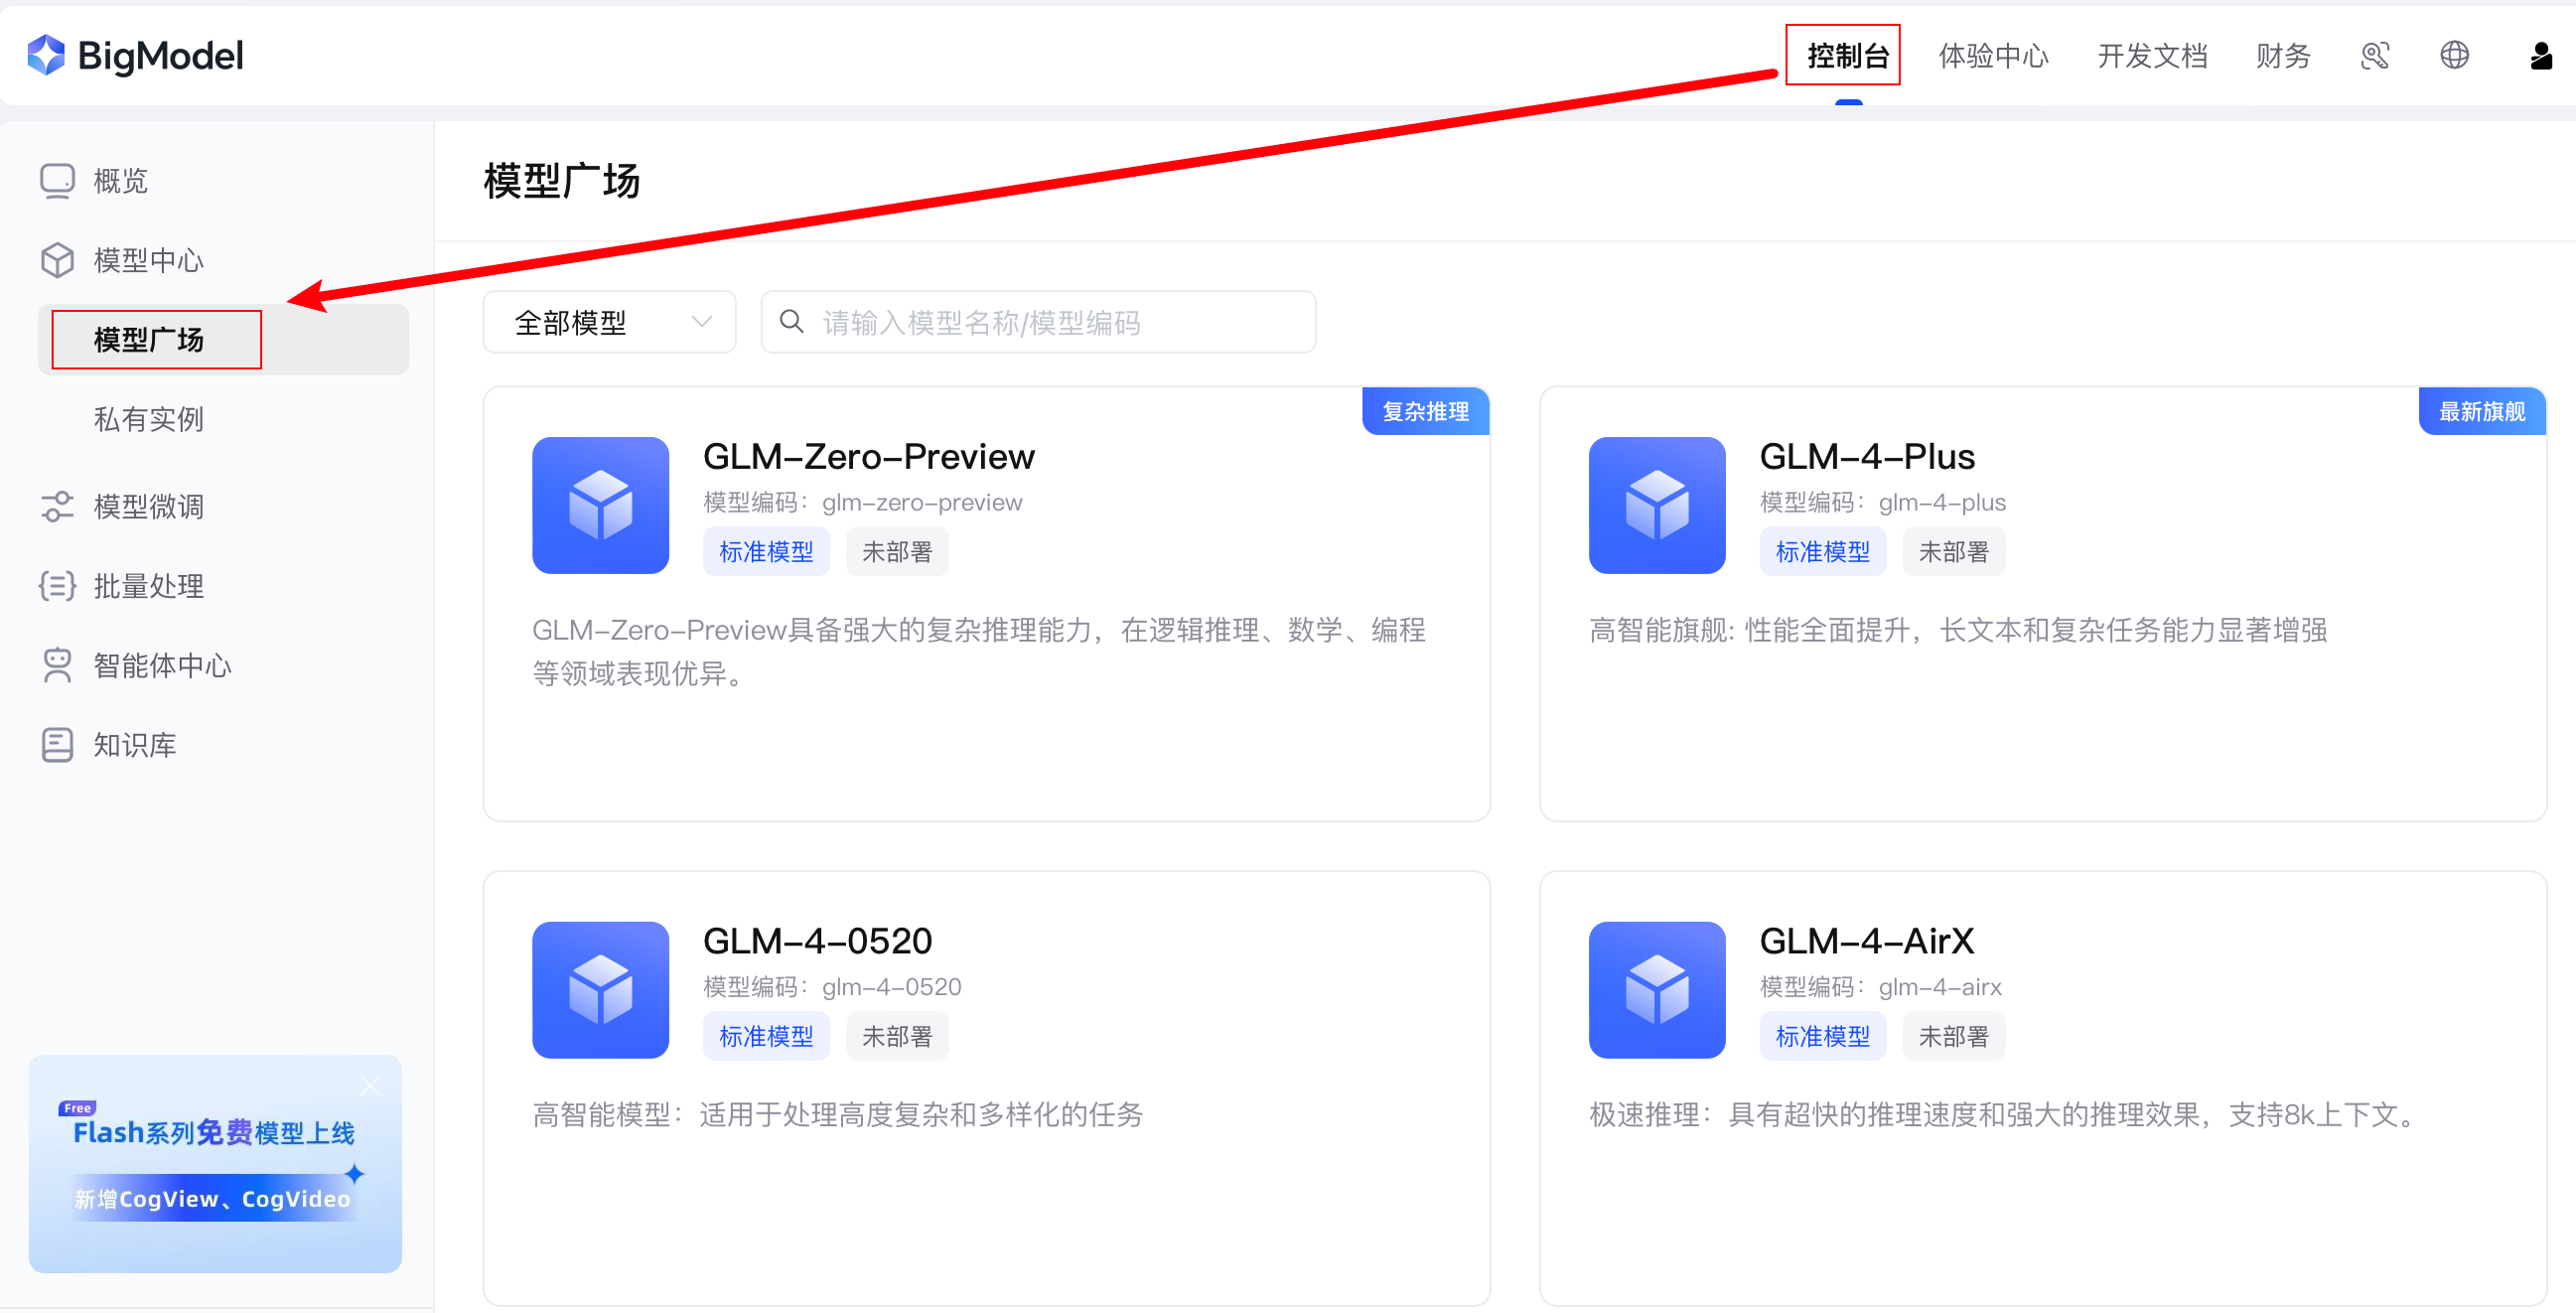 BigModel
控制台
体验中心
开发文档
财务
概览
模型中心
模型广场
私有实例
模型微调
批量处理
智能体中心
知识库
Free
Flash系列免费模型上线
新增CogView、CogVideo
模型广场
全部模型
请输入模型名称/模型编码
复杂推理
GLM-Zero-Preview
模型编码：glm-zero-preview
标准模型
未部署
GLM-Zero-Preview具备强大的复杂推理能力，在逻辑推理、数学、编程
等领域表现优异。
最新旗舰
GLM-4-Plus
模型编码：glm-4-plus
标准模型
未部署
高智能旗舰: 性能全面提升，长文本和复杂任务能力显著增强
GLM-4-0520
模型编码：glm-4-0520
标准模型
未部署
高智能模型：适用于处理高度复杂和多样化的任务
GLM-4-AirX
模型编码：glm-4-airx
标准模型
未部署
极速推理：具有超快的推理速度和强大的推理效果，支持8k上下文。